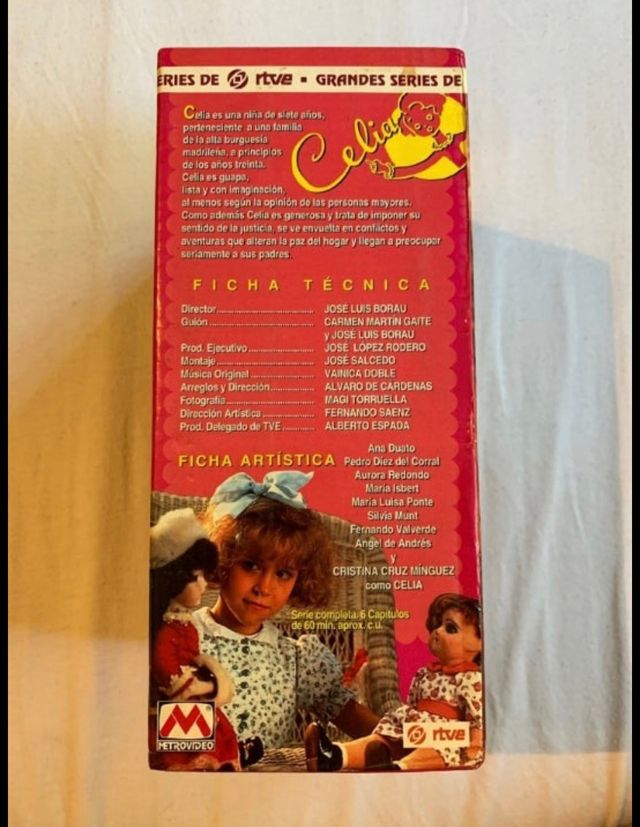 ERIES DE rtve ▪ GRANDES SERIES DE
Celia
Celia es una niña de siete años,
perteneciente a una familia
de la alta burguesía
madrileña, a principios
de los años treinta.
Celia es guapa,
lista y con imaginación,
al menos según la opinión de las personas mayores.
Como además Celia es generosa y trata de imponer su
sentido de la justicia, se ve envuelta en conflictos y
aventuras que alteran la paz del hogar y llegan a preocupar
seriamente a sus padres.
FICHA TÉCNICA
Director.................... JOSÉ LUIS BORAU
Guión.................... CARMEN MARTÍN GAITE
y JOSÉ LUIS BORAU
Prod. Ejecutivo.................... JOSÉ LÓPEZ RODERO
Montaje.................... JOSÉ SALCEDO
Música Original.................... VAINICA DOBLE
Arreglos y Dirección.................... ALVARO DE CARDENAS
Fotografía.................... MAGI TORRUELLA
Dirección Artística.................... FERNANDO SAENZ
Prod. Delegado de TVE.................... ALBERTO ESPADA
FICHA ARTÍSTICA
Ana Duato
Pedro Díez del Corral
Aurora Redondo
María Isbert
María Luisa Ponte
Silvia Munt
Fernando Valverde
Angel de Andrés
y
CRISTINA CRUZ MÍNGUEZ
como CELIA
Serie completa. 6 Capítulos
de 60 min. aprox. c.u.
METROVIDEO
rtve